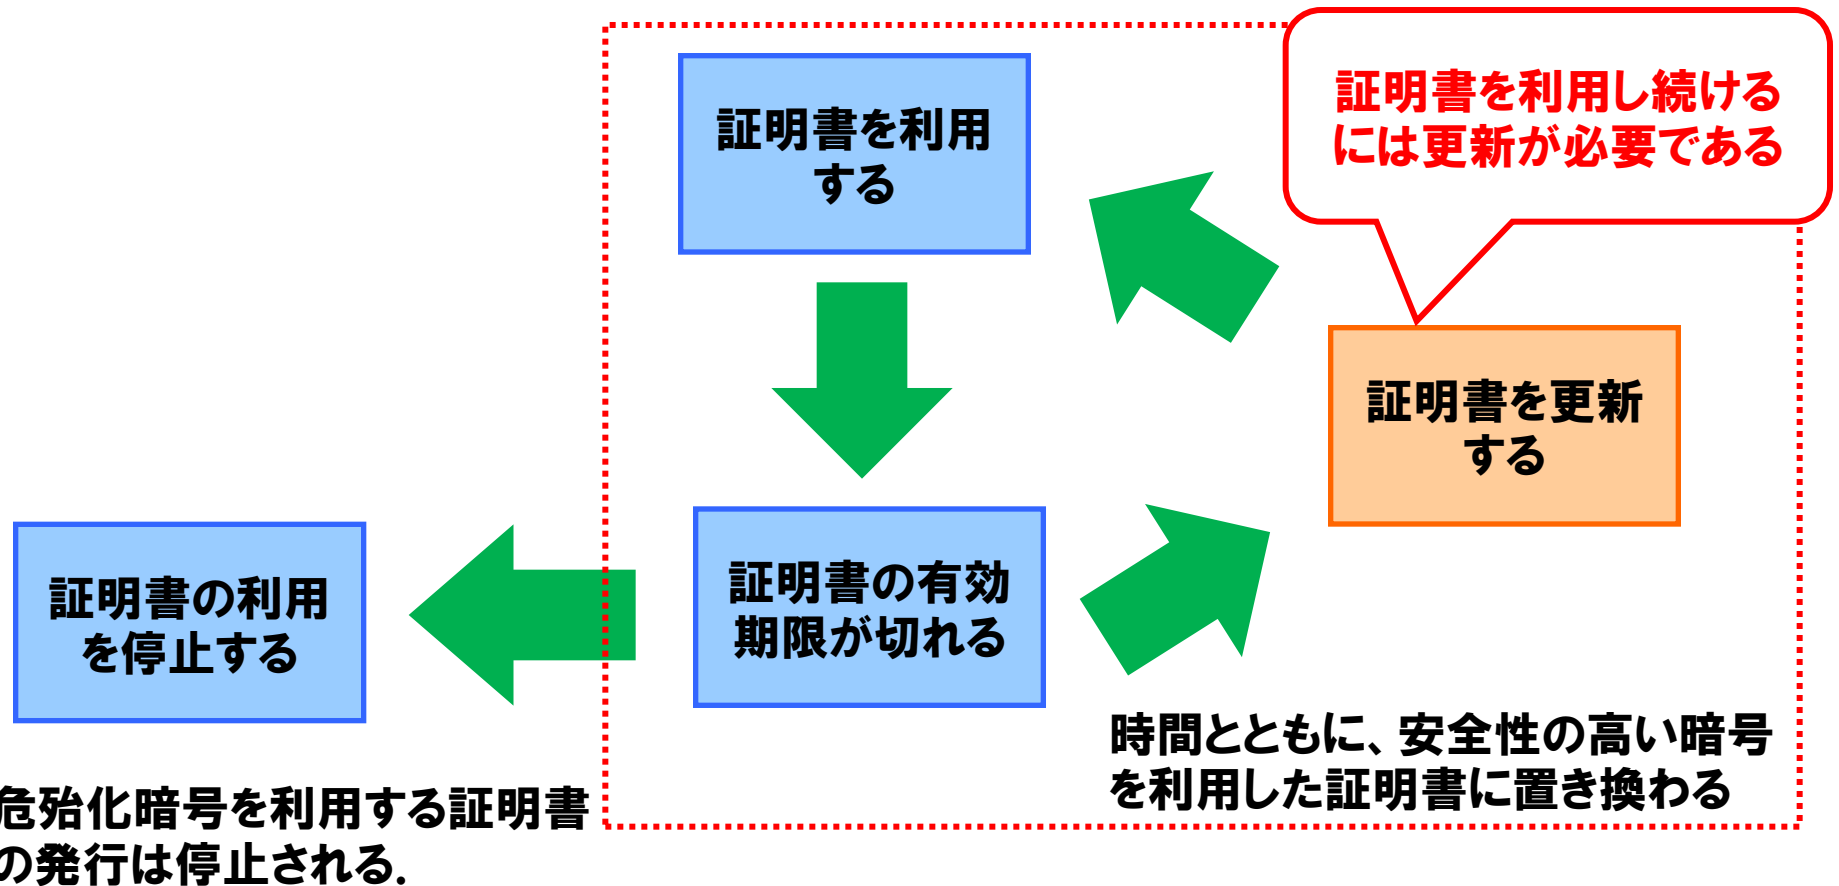 証明書を利用し続ける
には更新が必要である
証明書を利用
する
証明書を更新
する
証明書の有効
期限が切れる
証明書の利用
を停止する
時間とともに、安全性の高い暗号
を利用した証明書に置き換わる
危殆化暗号を利用する証明書
の発行は停止される.